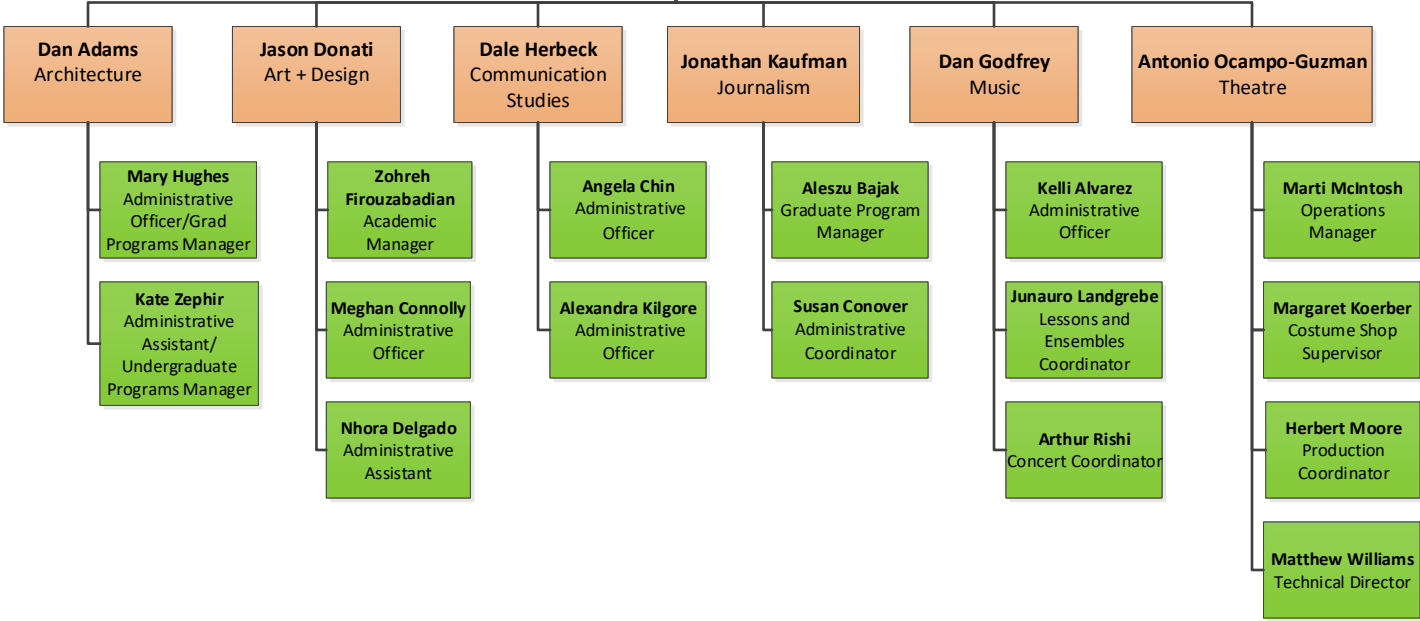 Dan Adams
Architecture
Jason Donati
Art + Design
Dale Herbeck
Communication
Studies
Jonathan Kaufman
Journalism
Dan Godfrey
Music
Antonio Ocampo-Guzman
Theatre
Mary Hughes
Administrative
Officer/Grad
Programs Manager
Kate Zephir
Administrative
Assistant/
Undergraduate
Programs Manager
Zohreh
Firouzabadian
Academic
Manager
Meghan Connolly
Administrative
Officer
Nhora Delgado
Administrative
Assistant
Angela Chin
Administrative
Officer
Alexandra Kilgore
Administrative
Officer
Aleszu Bajak
Graduate Program
Manager
Susan Conover
Administrative
Coordinator
Kelli Alvarez
Administrative
Officer
Junauro Landgrebe
Lessons and
Ensembles
Coordinator
Arthur Rishi
Concert Coordinator
Marti McIntosh
Operations
Manager
Margaret Koerber
Costume Shop
Supervisor
Herbert Moore
Production
Coordinator
Matthew Williams
Technical Director